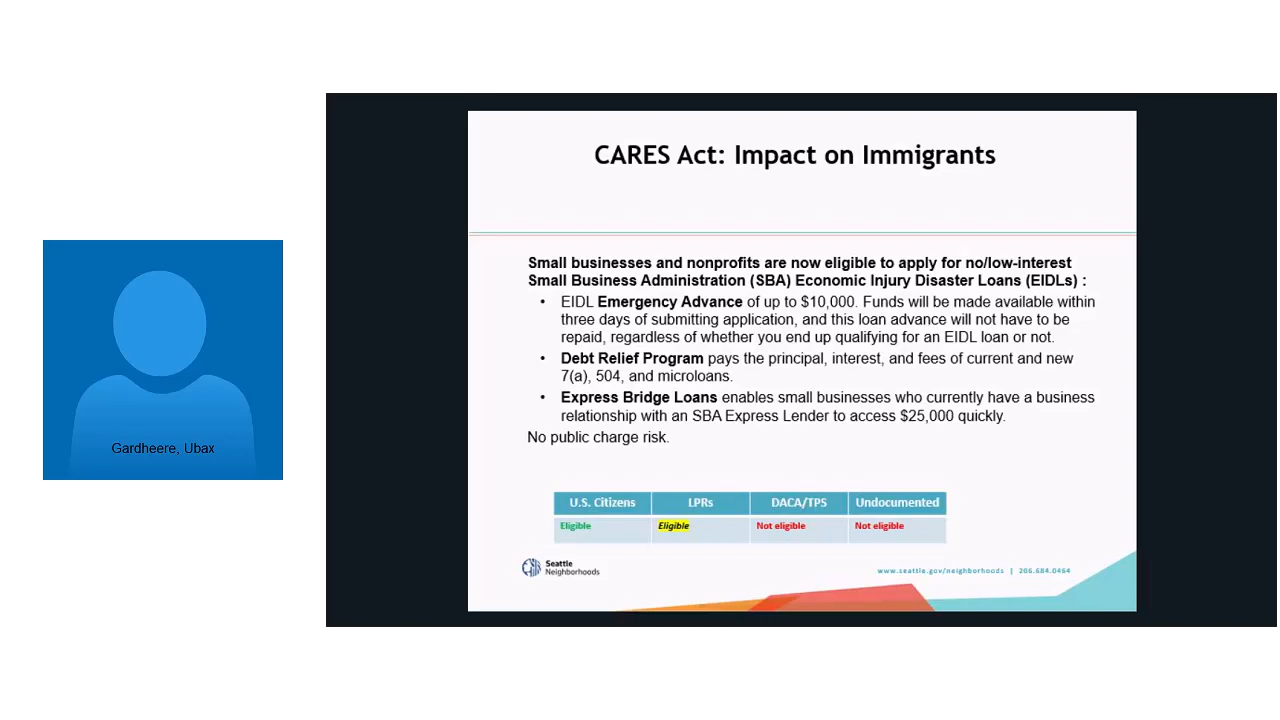 CARES Act: Impact on Immigrants
Small businesses and nonprofits are now eligible to apply for no/low-interest
Small Business Administration (SBA) Economic Injury Disaster Loans (EIDLs) :
• EIDL Emergency Advance of up to $10,000. Funds will be made available within
three days of submitting application, and this loan advance will not have to be
repaid, regardless of whether you end up qualifying for an EIDL loan or not.
• Debt Relief Program pays the principal, interest, and fees of current and new
7(a), 504, and microloans.
• Express Bridge Loans enables small businesses who currently have a business
relationship with an SBA Express Lender to access $25,000 quickly.
No public charge risk.
Gardheere, Ubax
U.S. Citizens LPRs DACA/TPS Undocumented
Eligible Eligible Not eligible Not eligible
Seattle
Neighborhoods
www.seattle.gov/neighborhoods | 206.684.0464